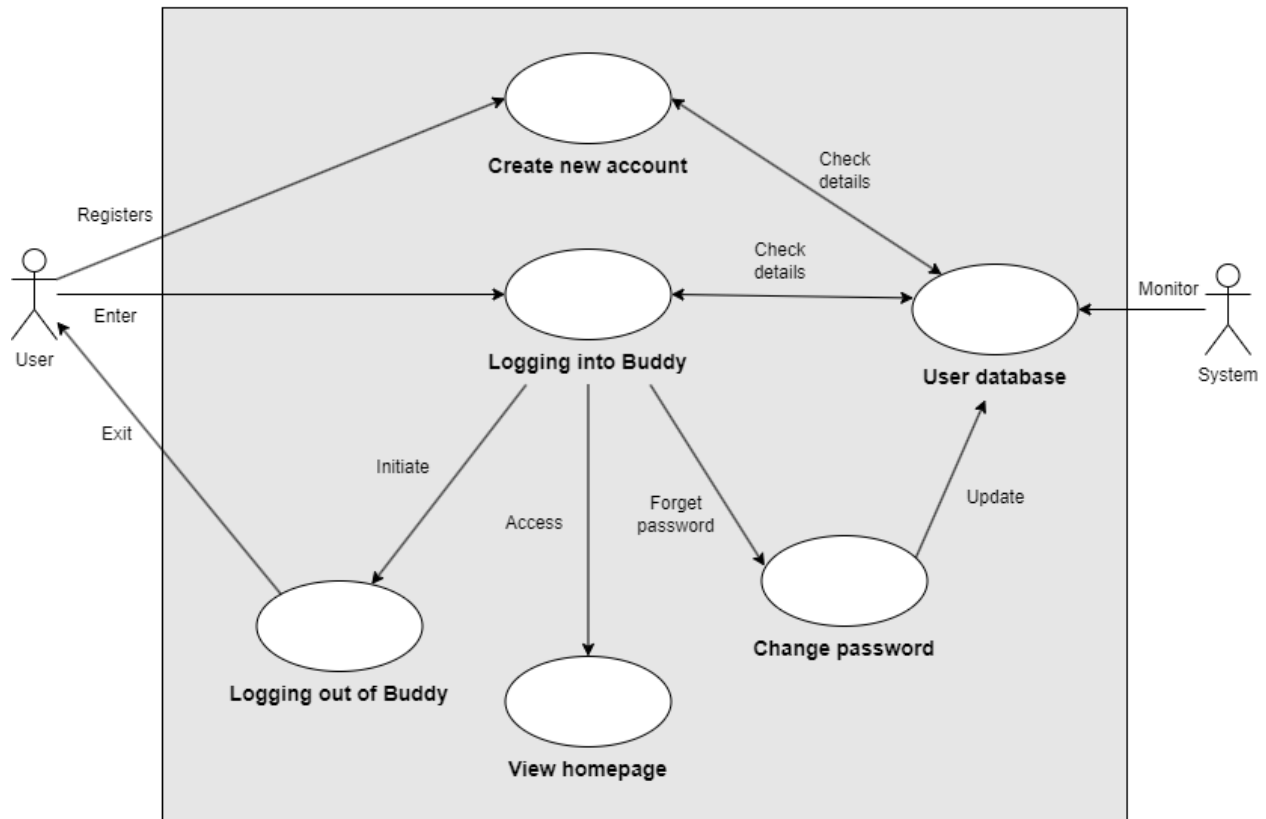 Create new account
Check
details
Registers
Check
details
Monitor
Enter
User
Logging into Buddy
User database
System
Exit
Initiate
Access
Forget
password
Update
Change password
Logging out of Buddy
View homepage